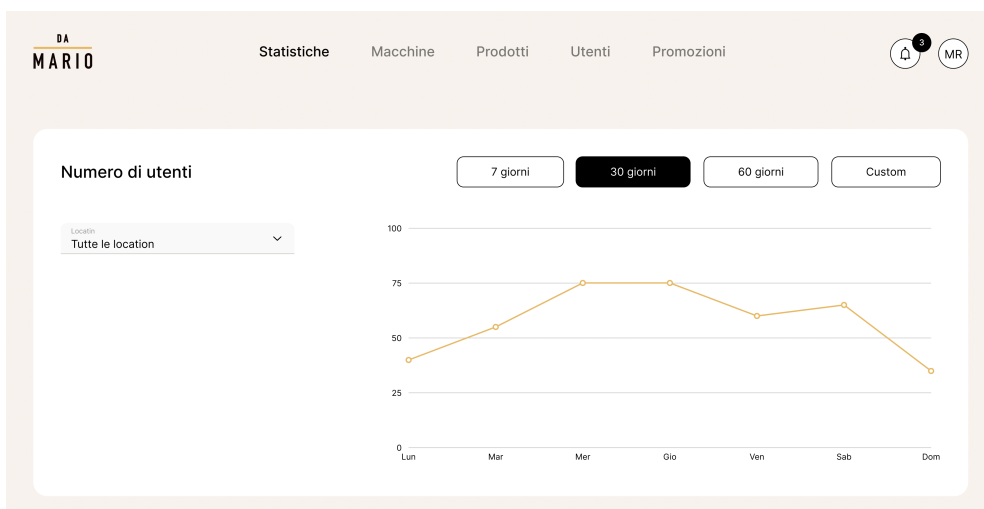 DA
MARIO
Statistiche Macchine Prodotti Utenti Promozioni
3
MR
Numero di utenti
7 giorni 30 giorni 60 giorni Custom
Locatin
Tutte le location
100
75
50
25
0
Lun Mar Mer Gio Ven Sab Dom